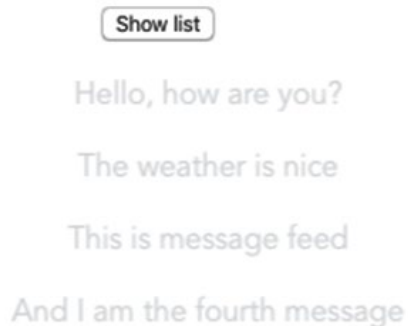 Show list
Hello, how are you?
The weather is nice
This is message feed
And I am the fourth message